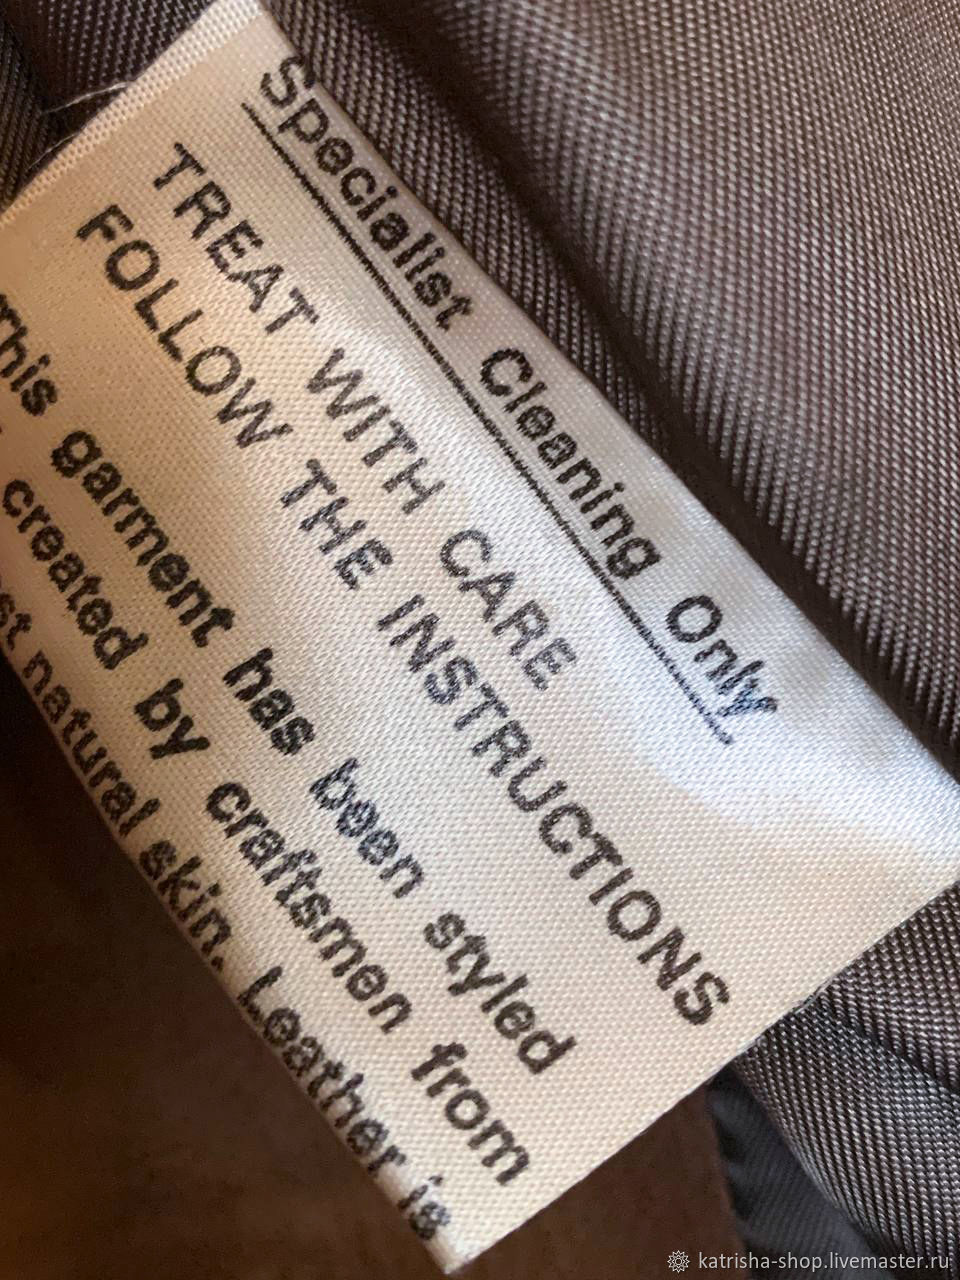 Specialist Cleaning Only
TREAT WITH CARE
FOLLOW THE INSTRUCTIONS
This garment has been styled
created by craftsmen from
natural skin. Leather is
katrisha-shop.livemaster.ru